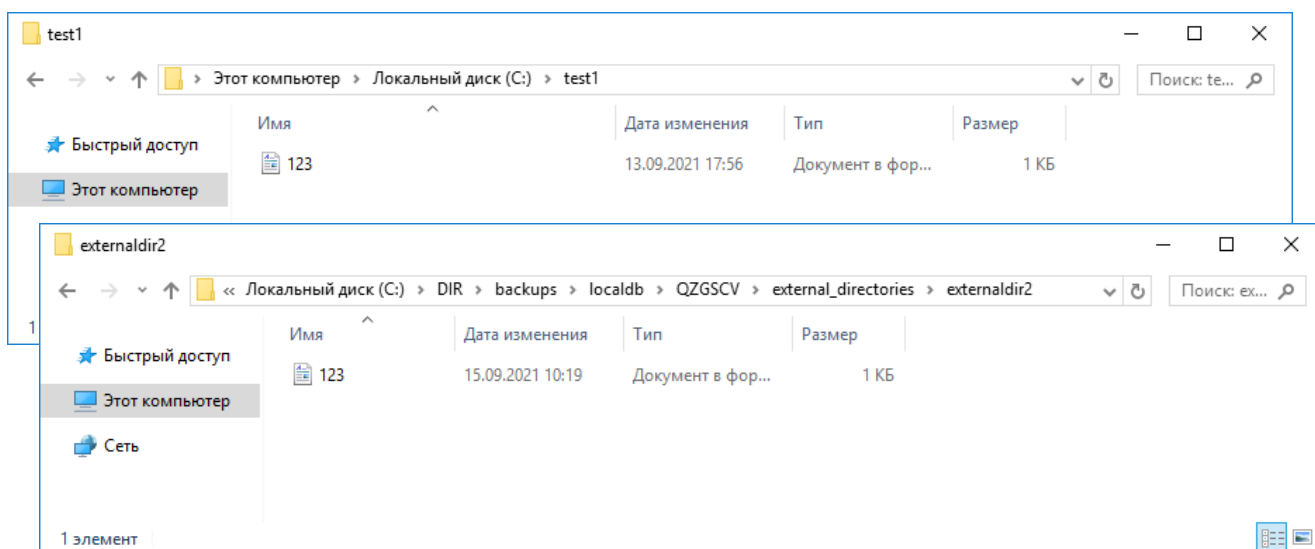 test1
Этот компьютер > Локальный диск (C:) > test1
Поиск: te...
Имя Дата изменения Тип Размер
Быстрый доступ
123 13.09.2021 17:56 Документ в фор... 1 КБ
Этот компьютер
externaldir2
« Локальный диск (C:) > DIR > backups > localdb > QZGSCV > external_directories > externaldir2
Поиск: ex...
1
Имя Дата изменения Тип Размер
Быстрый доступ
123 15.09.2021 10:19 Документ в фор... 1 КБ
Этот компьютер
Сеть
1 элемент